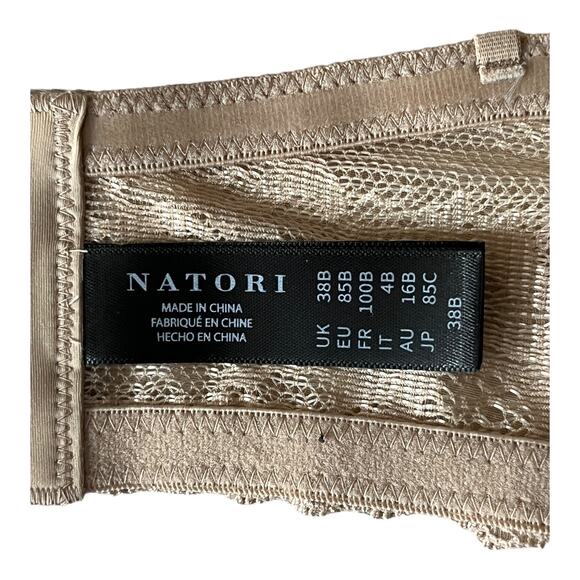 NATORI
MADE IN CHINA
FABRIQUÉ EN CHINE
HECHO EN CHINA
UK 38B
EU 85B
FR 100B
IT 4B
AU 16B
JP 85C
38B